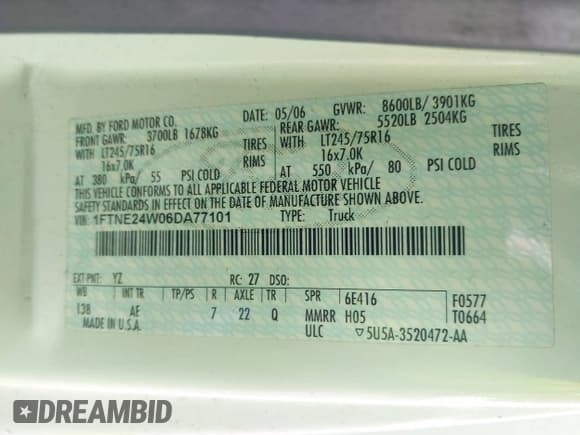 MFD. BY FORD MOTOR CO. DATE: 05/06 GVWR: 8600LB/ 3901KG
FRONT GAWR: 3700LB 1678KG REAR GAWR: 5520LB 2504KG
WITH LT245/75R16 TIRES WITH LT245/75R16 TIRES
16x7.0K RIMS 16x7.0K RIMS
AT 380 kPa/ 55 PSI COLD AT 550 kPa/ 80 PSI COLD
THIS VEHICLE CONFORMS TO ALL APPLICABLE FEDERAL MOTOR VEHICLE
SAFETY STANDARDS IN EFFECT ON THE DATE OF MANUFACTURE SHOWN ABOVE.
VIN: 1FTNE24W06DA77101 TYPE: Truck
EXT PNT: YZ RC: 27 DSO:
WB INT TR TP/PS R AXLE TR SPR 6E416 F0577
138 AE 7 22 Q MMRR H05 T0664
MADE IN U.S.A. ULC ▽5U5A-3520472-AA
DREAMBID